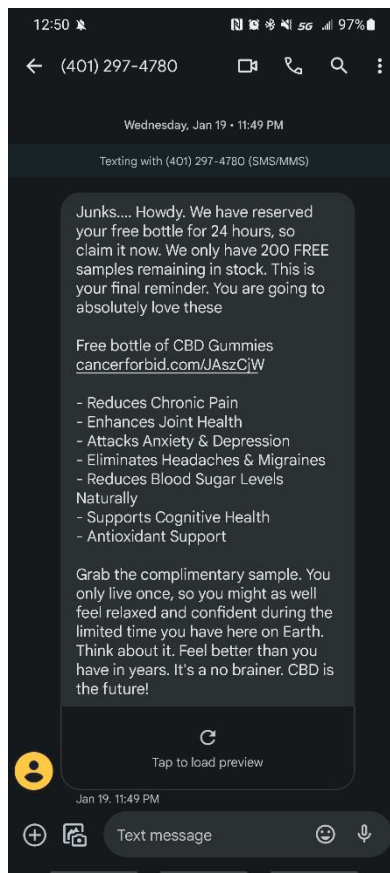 12:50 5G 97%
(401) 297-4780
Wednesday, Jan 19 • 11:49 PM
Texting with (401) 297-4780 (SMS/MMS)
Junks.... Howdy. We have reserved
your free bottle for 24 hours, so
claim it now. We only have 200 FREE
samples remaining in stock. This is
your final reminder. You are going to
absolutely love these
Free bottle of CBD Gummies
cancerforbid.com/JAszCjW
- Reduces Chronic Pain
- Enhances Joint Health
- Attacks Anxiety & Depression
- Eliminates Headaches & Migraines
- Reduces Blood Sugar Levels
Naturally
- Supports Cognitive Health
- Antioxidant Support
Grab the complimentary sample. You
only live once, so you might as well
feel relaxed and confident during the
limited time you have here on Earth.
Think about it. Feel better than you
have in years. It's a no brainer. CBD is
the future!
Tap to load preview
Jan 19, 11:49 PM
Text message